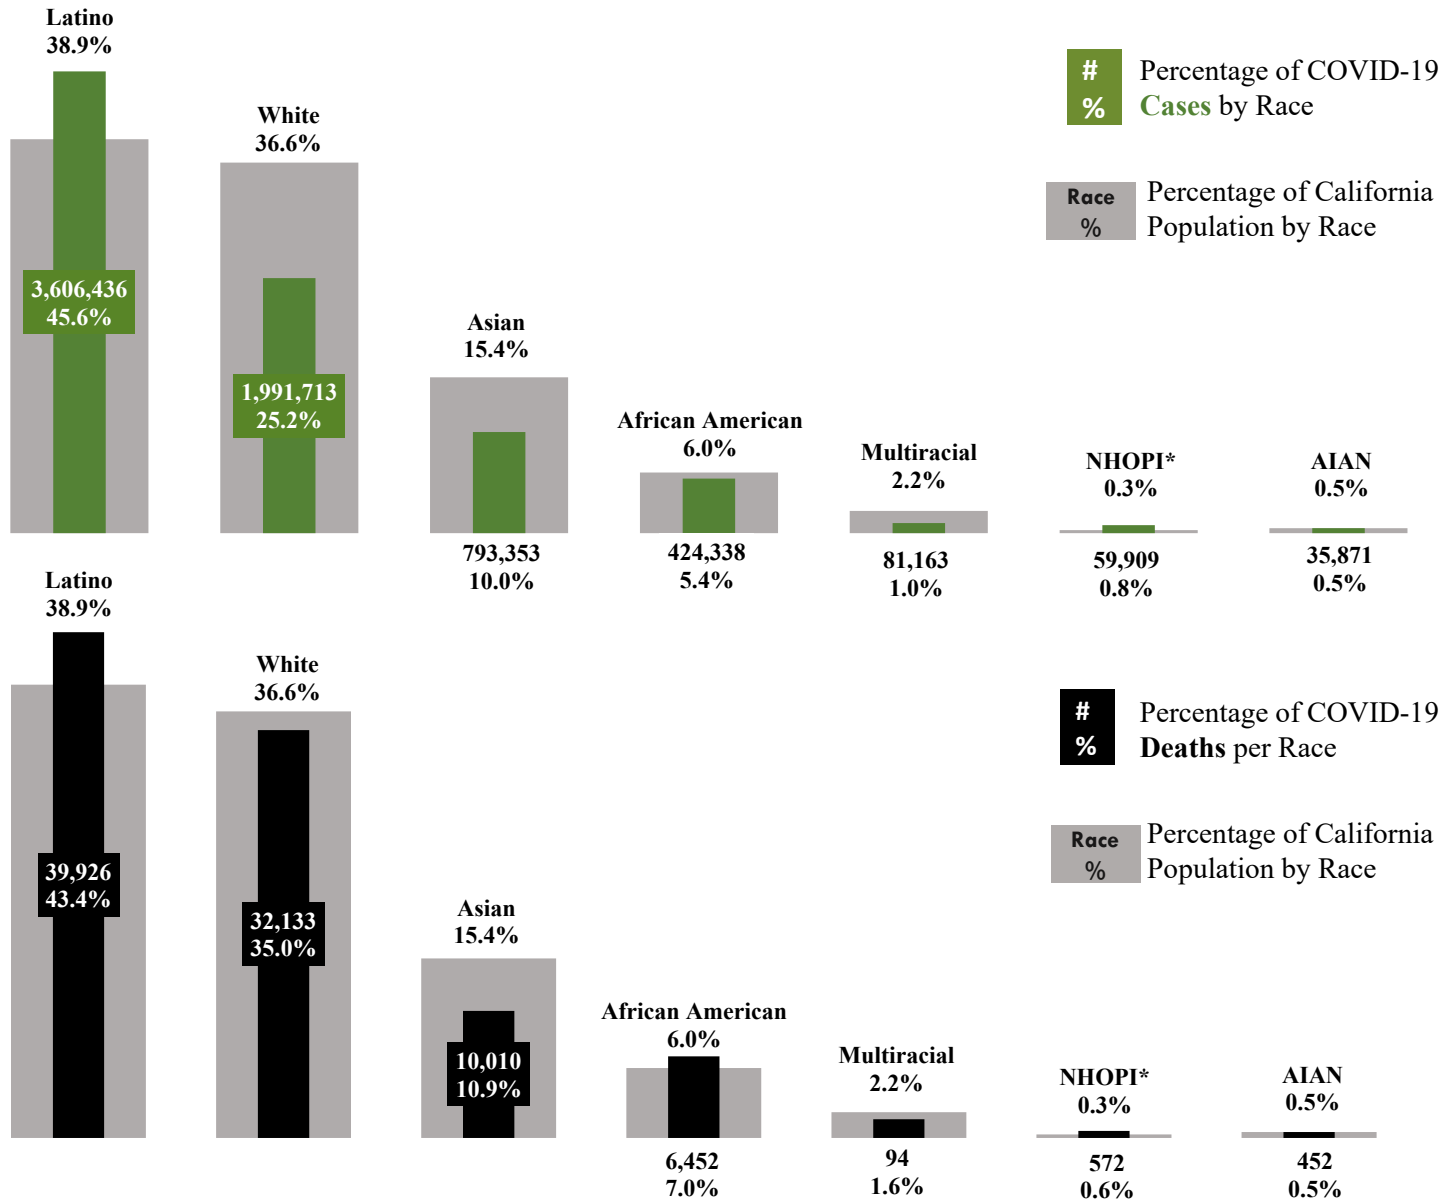 Latino
38.9%
3,606,436
45.6%
White
36.6%
1,991,713
25.2%
Asian
15.4%
793,353
10.0%
African American
6.0%
424,338
5.4%
Multiracial
2.2%
81,163
1.0%
NHOPI*
0.3%
59,909
0.8%
AIAN
0.5%
35,871
0.5%
#
%
Percentage of COVID-19
Cases by Race
Race
%
Percentage of California
Population by Race
Latino
38.9%
39,926
43.4%
White
36.6%
32,133
35.0%
Asian
15.4%
10,010
10.9%
African American
6.0%
6,452
7.0%
Multiracial
2.2%
94
1.6%
NHOPI*
0.3%
572
0.6%
AIAN
0.5%
452
0.5%
#
%
Percentage of COVID-19
Deaths per Race
Race
%
Percentage of California
Population by Race